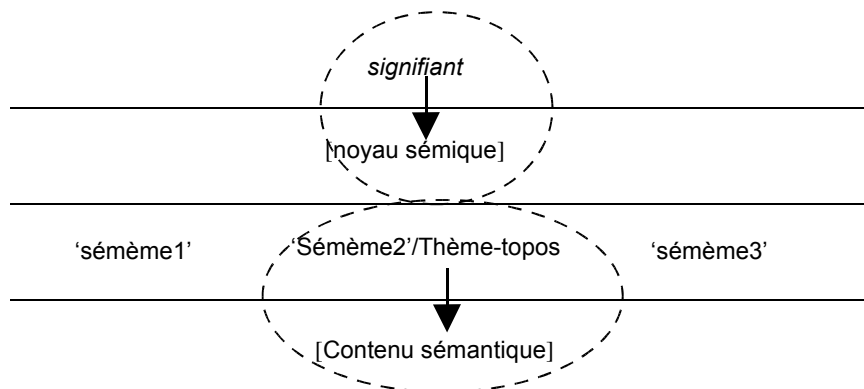 signifiant
[noyau sémique]
‘sémème1’ ‘Sémème2’/Thème-topos ‘sémème3’
[Contenu sémantique]